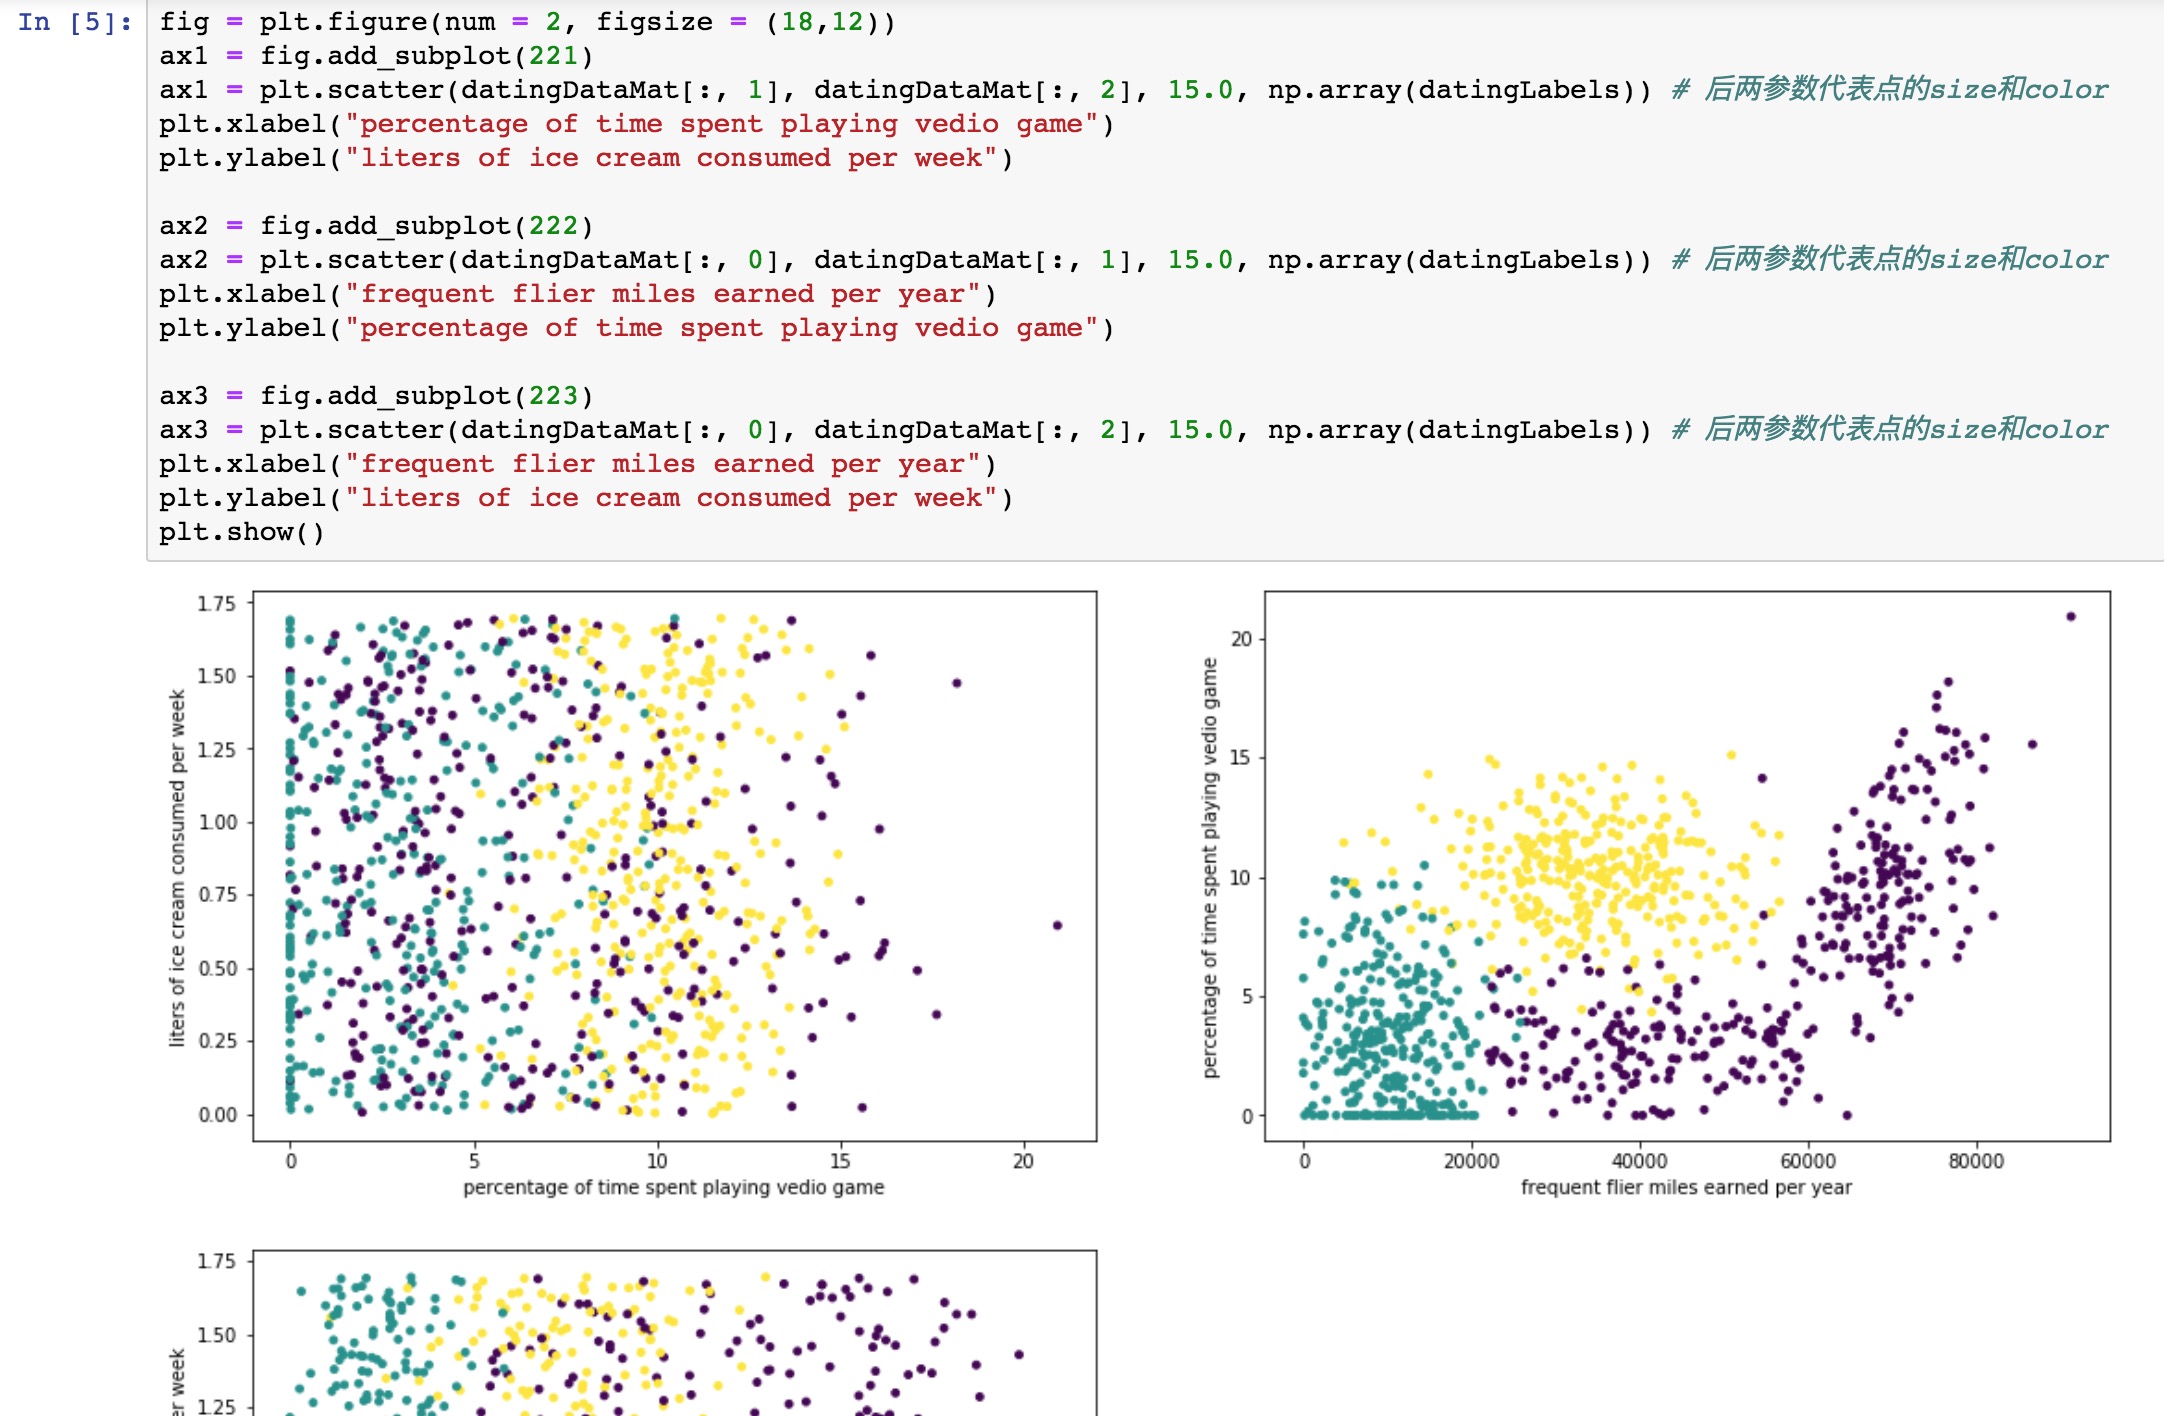 In [5]:
fig = plt.figure(num = 2, figsize = (18,12))
ax1 = fig.add_subplot(221)
ax1 = plt.scatter(datingDataMat[:, 1], datingDataMat[:, 2], 15.0, np.array(datingLabels)) # 后两参数代表点的size和color
plt.xlabel("percentage of time spent playing vedio game")
plt.ylabel("liters of ice cream consumed per week")
ax2 = fig.add_subplot(222)
ax2 = plt.scatter(datingDataMat[:, 0], datingDataMat[:, 1], 15.0, np.array(datingLabels)) # 后两参数代表点的size和color
plt.xlabel("frequent flier miles earned per year")
plt.ylabel("percentage of time spent playing vedio game")
ax3 = fig.add_subplot(223)
ax3 = plt.scatter(datingDataMat[:, 0], datingDataMat[:, 2], 15.0, np.array(datingLabels)) # 后两参数代表点的size和color
plt.xlabel("frequent flier miles earned per year")
plt.ylabel("liters of ice cream consumed per week")
plt.show()
liters of ice cream consumed per week
1.75
1.50
1.25
1.00
0.75
0.50
0.25
0.00
0 5 10 15 20
percentage of time spent playing vedio game
percentage of time spent playing vedio game
20
15
10
5
0
0 20000 40000 60000 80000
frequent flier miles earned per year
1.75
1.50
1.25
week